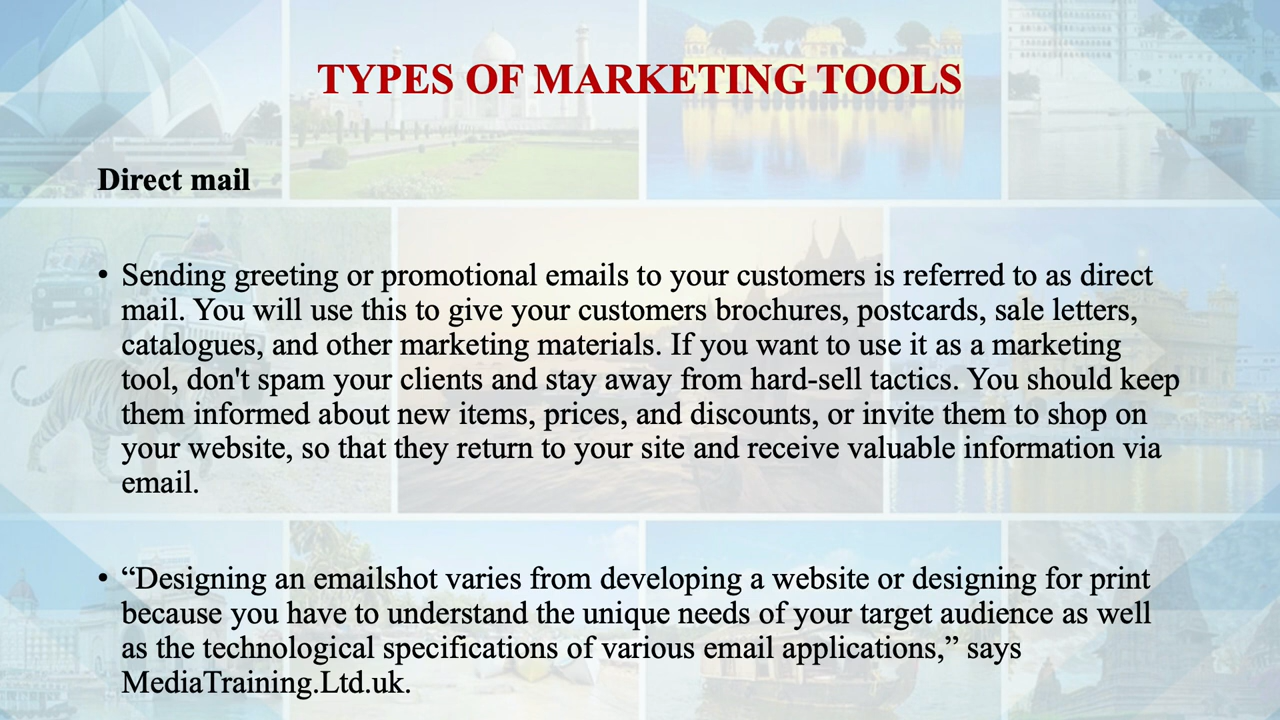 TYPES OF MARKETING TOOLS
Direct mail
• Sending greeting or promotional emails to your customers is referred to as direct
mail. You will use this to give your customers brochures, postcards, sale letters,
catalogues, and other marketing materials. If you want to use it as a marketing
tool, don't spam your clients and stay away from hard-sell tactics. You should keep
them informed about new items, prices, and discounts, or invite them to shop on
your website, so that they return to your site and receive valuable information via
email.
• “Designing an emailshot varies from developing a website or designing for print
because you have to understand the unique needs of your target audience as well
as the technological specifications of various email applications,” says
MediaTraining.Ltd.uk.